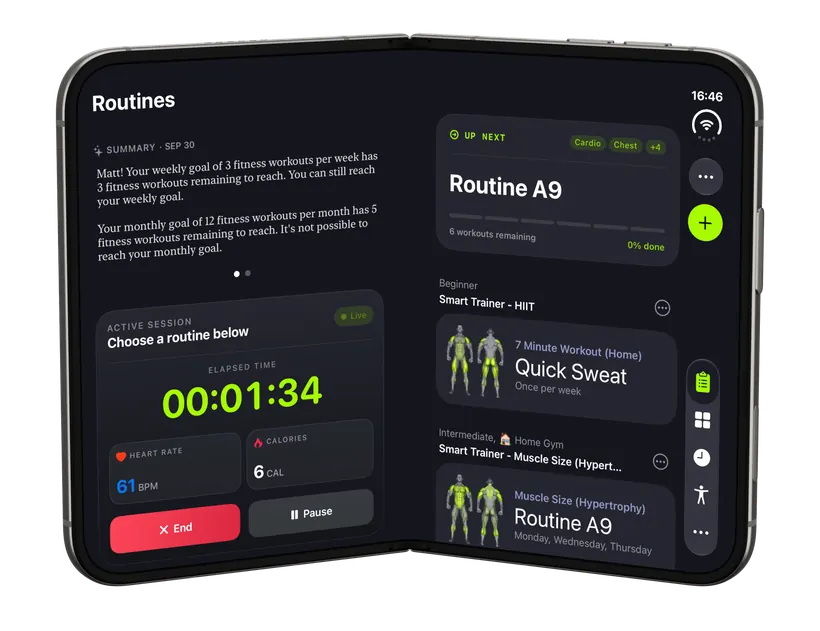 Routines
SUMMARY · SEP 30
Matt! Your weekly goal of 3 fitness workouts per week has
3 fitness workouts remaining to reach. You can still reach
your weekly goal.
Your monthly goal of 12 fitness workouts per month has 5
fitness workouts remaining to reach. It's not possible to
reach your monthly goal.
ACTIVE SESSION
Live
Choose a routine below
ELAPSED TIME
00:01:34
HEART RATE
61 BPM
CALORIES
6 CAL
End
Pause
16:46
UP NEXT
Cardio
Chest
+4
Routine A9
6 workouts remaining
0% done
Beginner
Smart Trainer - HIIT
7 Minute Workout (Home)
Quick Sweat
Once per week
Intermediate, 🏠 Home Gym
Smart Trainer - Muscle Size (Hypert...
Muscle Size (Hypertrophy)
Routine A9
Monday, Wednesday, Thursday